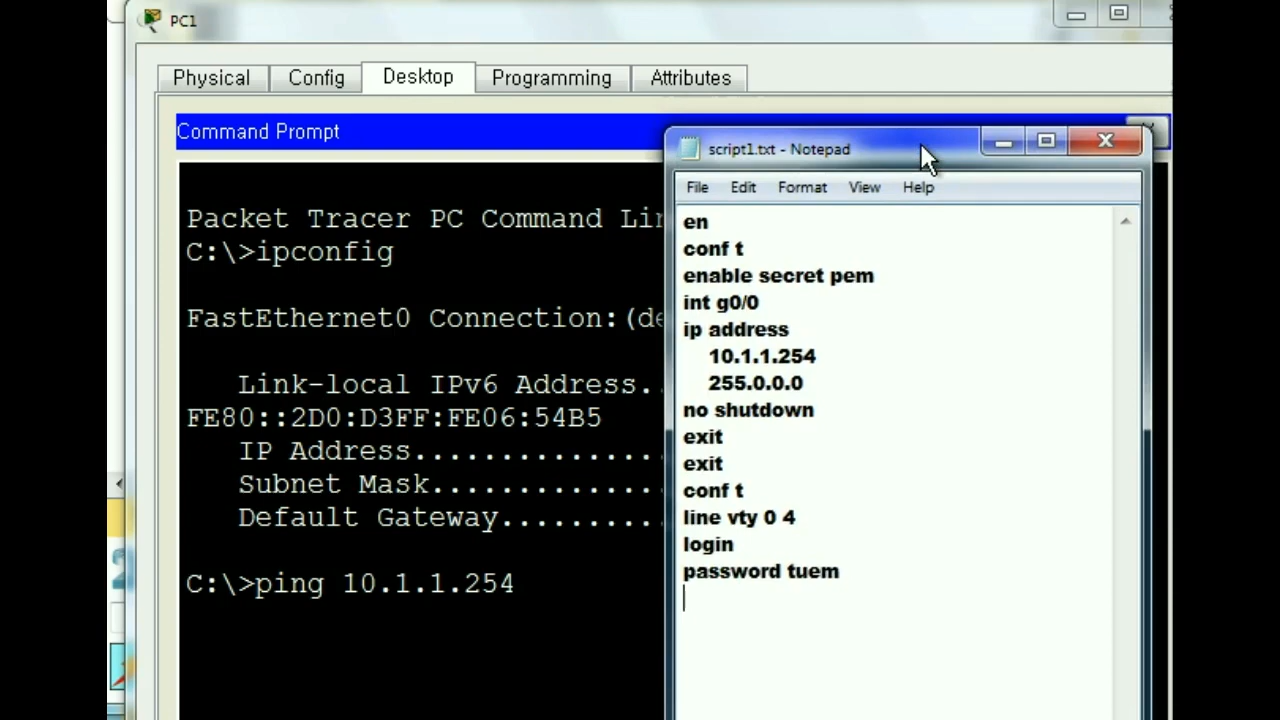 PC1
Physical Config Desktop Programming Attributes
Command Prompt
Packet Tracer PC Command
C:\>ipconfig
FastEthernet0 Connection:
Link-local IPv6 Address..
FE80::2D0:D3FF:FE06:54B5
IP Address..............
Subnet Mask.............
Default Gateway.........
C:\>ping 10.1.1.254
script1.txt - Notepad
File Edit Format View Help
en
conf t
enable secret pem
int g0/0
ip address
10.1.1.254
255.0.0.0
no shutdown
exit
exit
conf t
line vty 0 4
login
password tuem